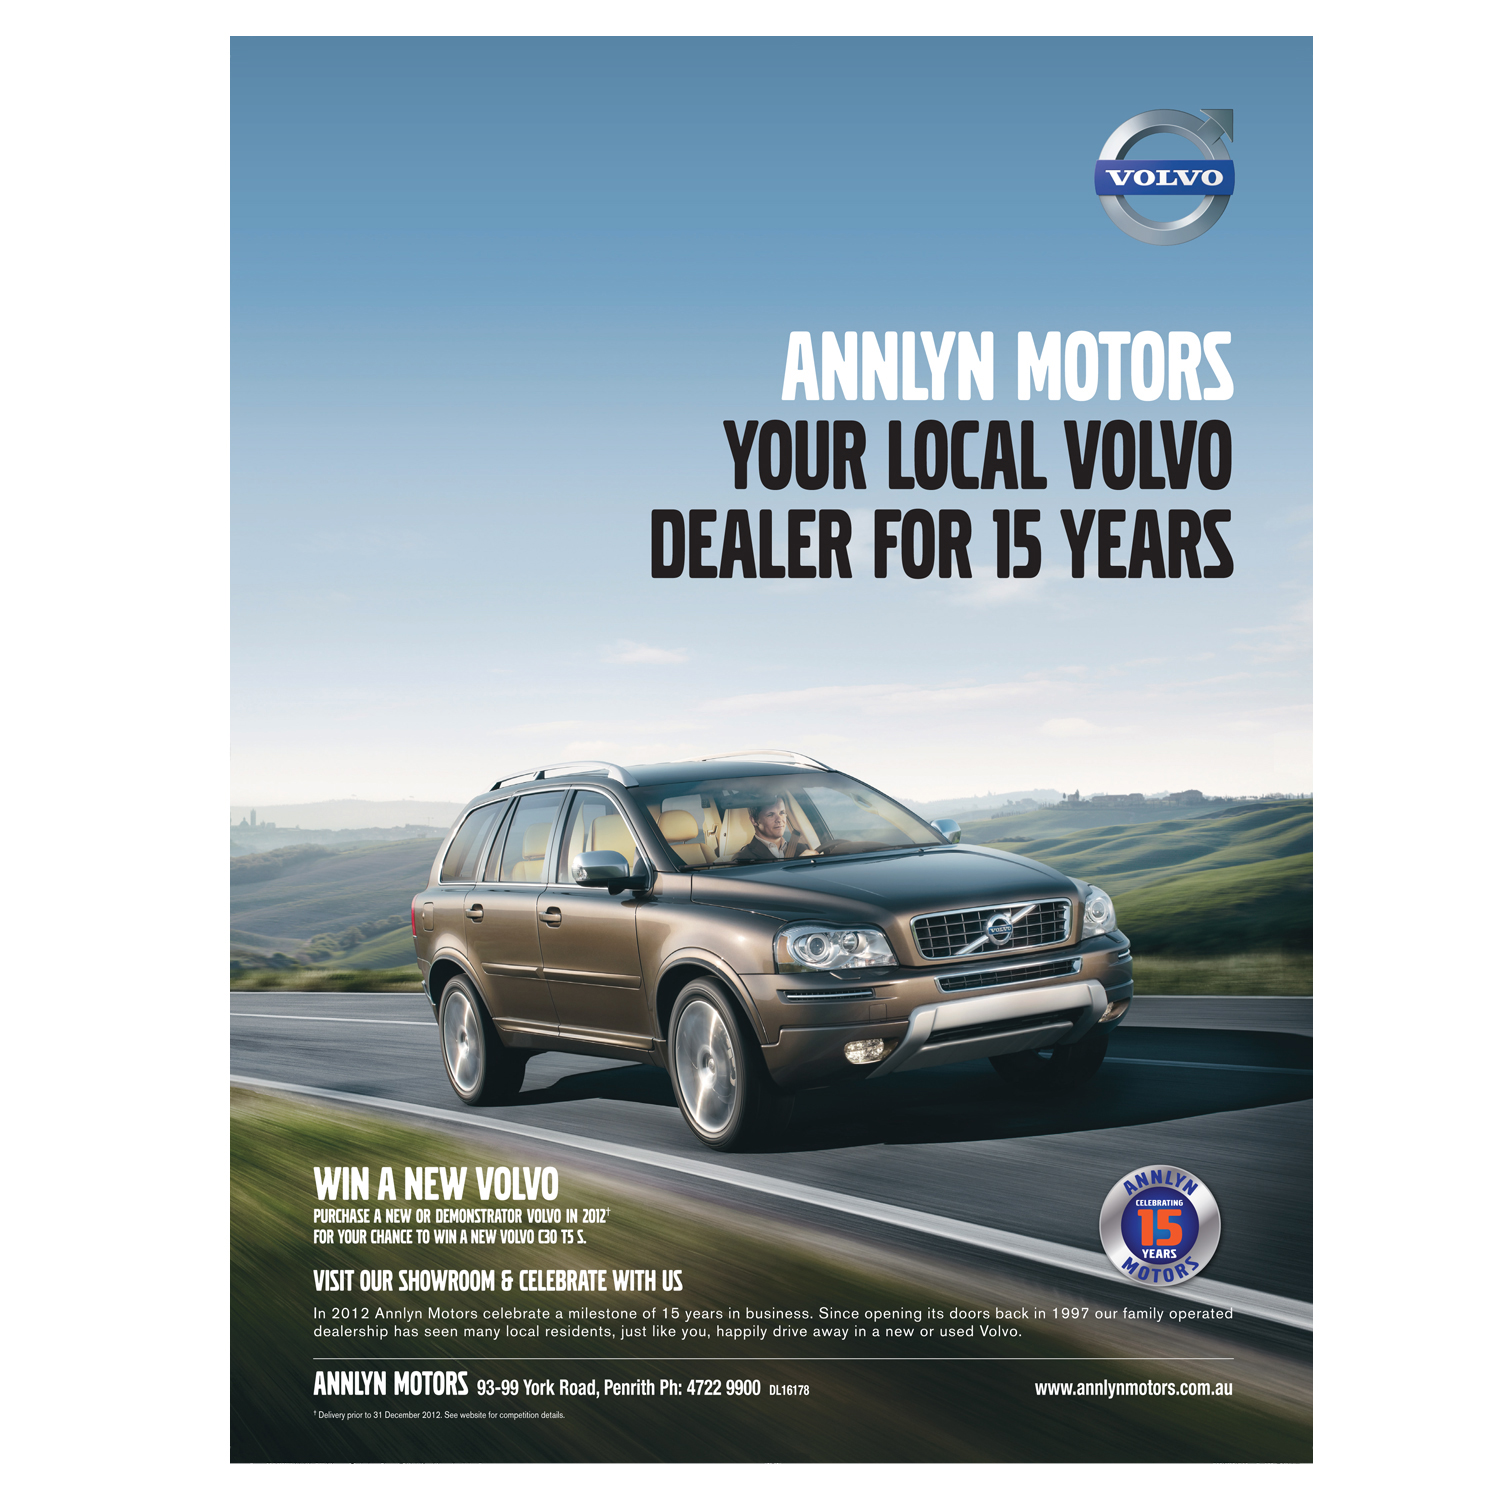 VOLVO
ANNLYN MOTORS
YOUR LOCAL VOLVO
DEALER FOR 15 YEARS
VOLVO
WIN A NEW VOLVO
PURCHASE A NEW OR DEMONSTRATOR VOLVO IN 2012†
FOR YOUR CHANCE TO WIN A NEW VOLVO C30 T5 S.
ANNLYN
CELEBRATING
15
YEARS
MOTORS
VISIT OUR SHOWROOM & CELEBRATE WITH US
In 2012 Annlyn Motors celebrate a milestone of 15 years in business. Since opening its doors back in 1997 our family operated
dealership has seen many local residents, just like you, happily drive away in a new or used Volvo.
ANNLYN MOTORS 93-99 York Road, Penrith Ph: 4722 9900 DL16178 www.annlynmotors.com.au
† Delivery prior to 31 December 2012. See website for competition details.